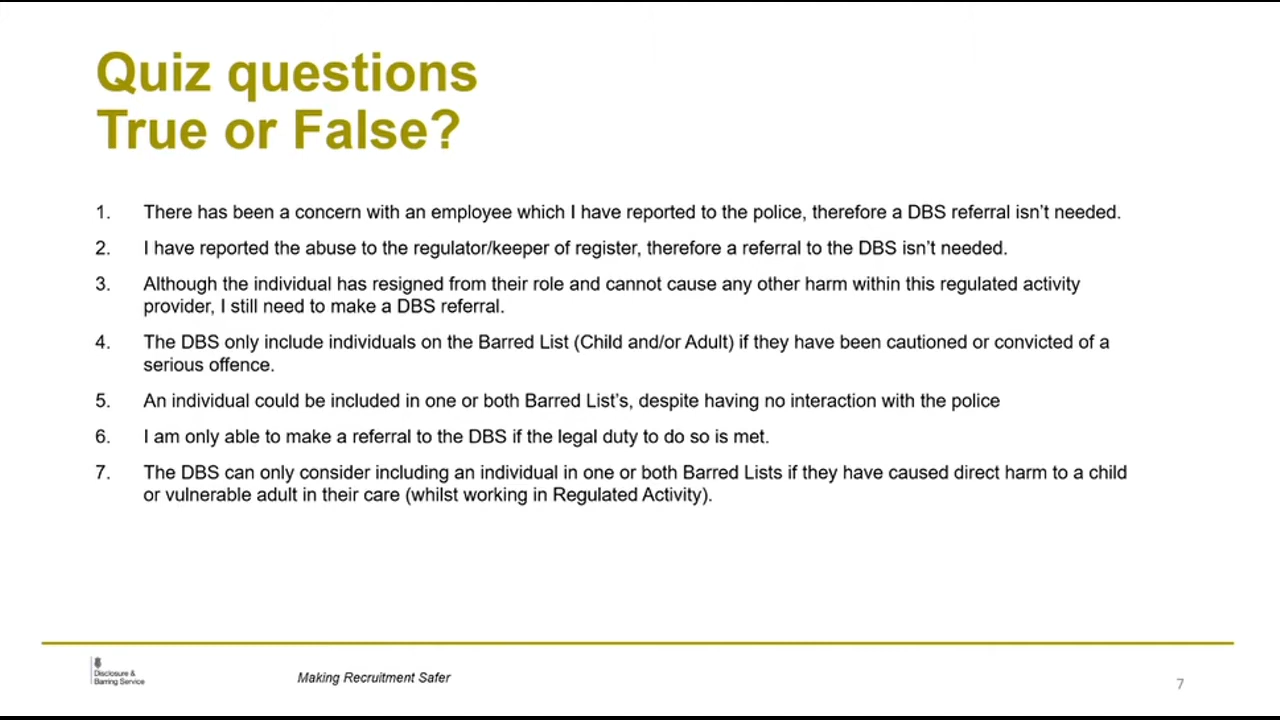 Quiz questions
True or False?
1. There has been a concern with an employee which I have reported to the police, therefore a DBS referral isn't needed.
2. I have reported the abuse to the regulator/keeper of register, therefore a referral to the DBS isn't needed.
3. Although the individual has resigned from their role and cannot cause any other harm within this regulated activity
provider, I still need to make a DBS referral.
4. The DBS only include individuals on the Barred List (Child and/or Adult) if they have been cautioned or convicted of a
serious offence.
5. An individual could be included in one or both Barred List's, despite having no interaction with the police
6. I am only able to make a referral to the DBS if the legal duty to do so is met.
7. The DBS can only consider including an individual in one or both Barred Lists if they have caused direct harm to a child
or vulnerable adult in their care (whilst working in Regulated Activity).
Disclosure &
Barring Service
Making Recruitment Safer
7